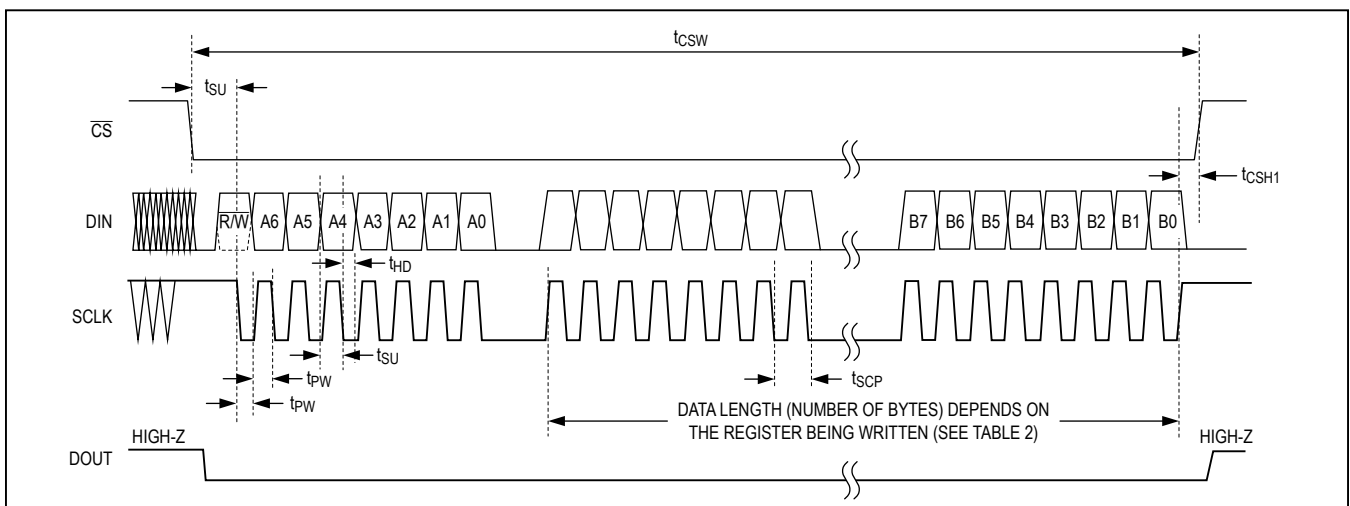 tCSW
tSU
CS
tCSH1
DIN
R/W A6 A5 A4 A3 A2 A1 A0 B7 B6 B5 B4 B3 B2 B1 B0
tHD
SCLK
tSU
tSCP
tPW
tPW
DATA LENGTH (NUMBER OF BYTES) DEPENDS ON
THE REGISTER BEING WRITTEN (SEE TABLE 2)
HIGH-Z HIGH-Z
DOUT